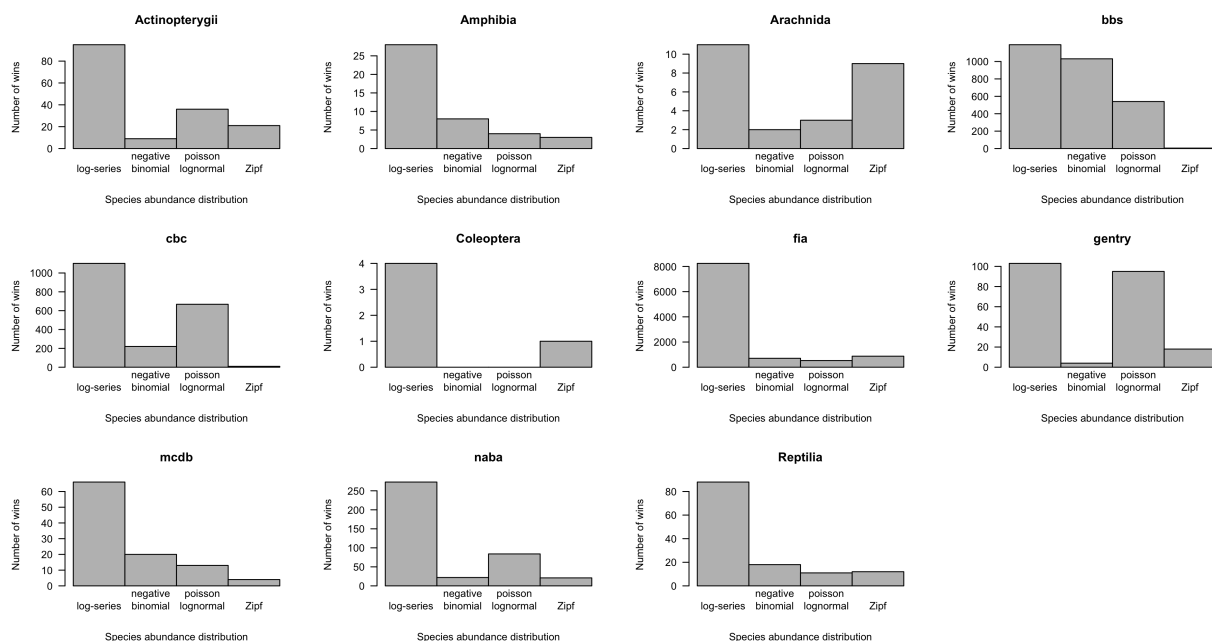 Actinopterygii
Number of wins
80
60
40
20
0
log-series
negative
binomial
poisson
lognormal
Zipf
Species abundance distribution
Amphibia
Number of wins
25
20
15
10
5
0
log-series
negative
binomial
poisson
lognormal
Zipf
Species abundance distribution
Arachnida
Number of wins
10
8
6
4
2
0
log-series
negative
binomial
poisson
lognormal
Zipf
Species abundance distribution
bbs
Number of wins
1000
800
600
400
200
0
log-series
negative
binomial
poisson
lognormal
Zipf
Species abundance distribution
cbc
Number of wins
1000
800
600
400
200
0
log-series
negative
binomial
poisson
lognormal
Zipf
Species abundance distribution
Coleoptera
Number of wins
4
3
2
1
0
log-series
negative
binomial
poisson
lognormal
Zipf
Species abundance distribution
fia
Number of wins
8000
6000
4000
2000
0
log-series
negative
binomial
poisson
lognormal
Zipf
Species abundance distribution
gentry
Number of wins
100
80
60
40
20
0
log-series
negative
binomial
poisson
lognormal
Zipf
Species abundance distribution
mcdb
Number of wins
60
50
40
30
20
10
0
log-series
negative
binomial
poisson
lognormal
Zipf
Species abundance distribution
naba
Number of wins
250
200
150
100
50
0
log-series
negative
binomial
poisson
lognormal
Zipf
Species abundance distribution
Reptilia
Number of wins
80
60
40
20
0
log-series
negative
binomial
poisson
lognormal
Zipf
Species abundance distribution